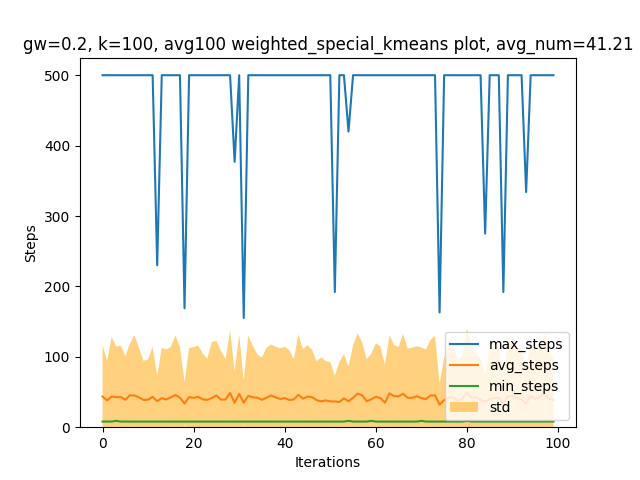 gw=0.2, k=100, avg100 weighted_special_kmeans plot, avg_num=41.21
500
400
300
200
100
0
Steps
max_steps
avg_steps
min_steps
std
0 20 40 60 80 100
Iterations